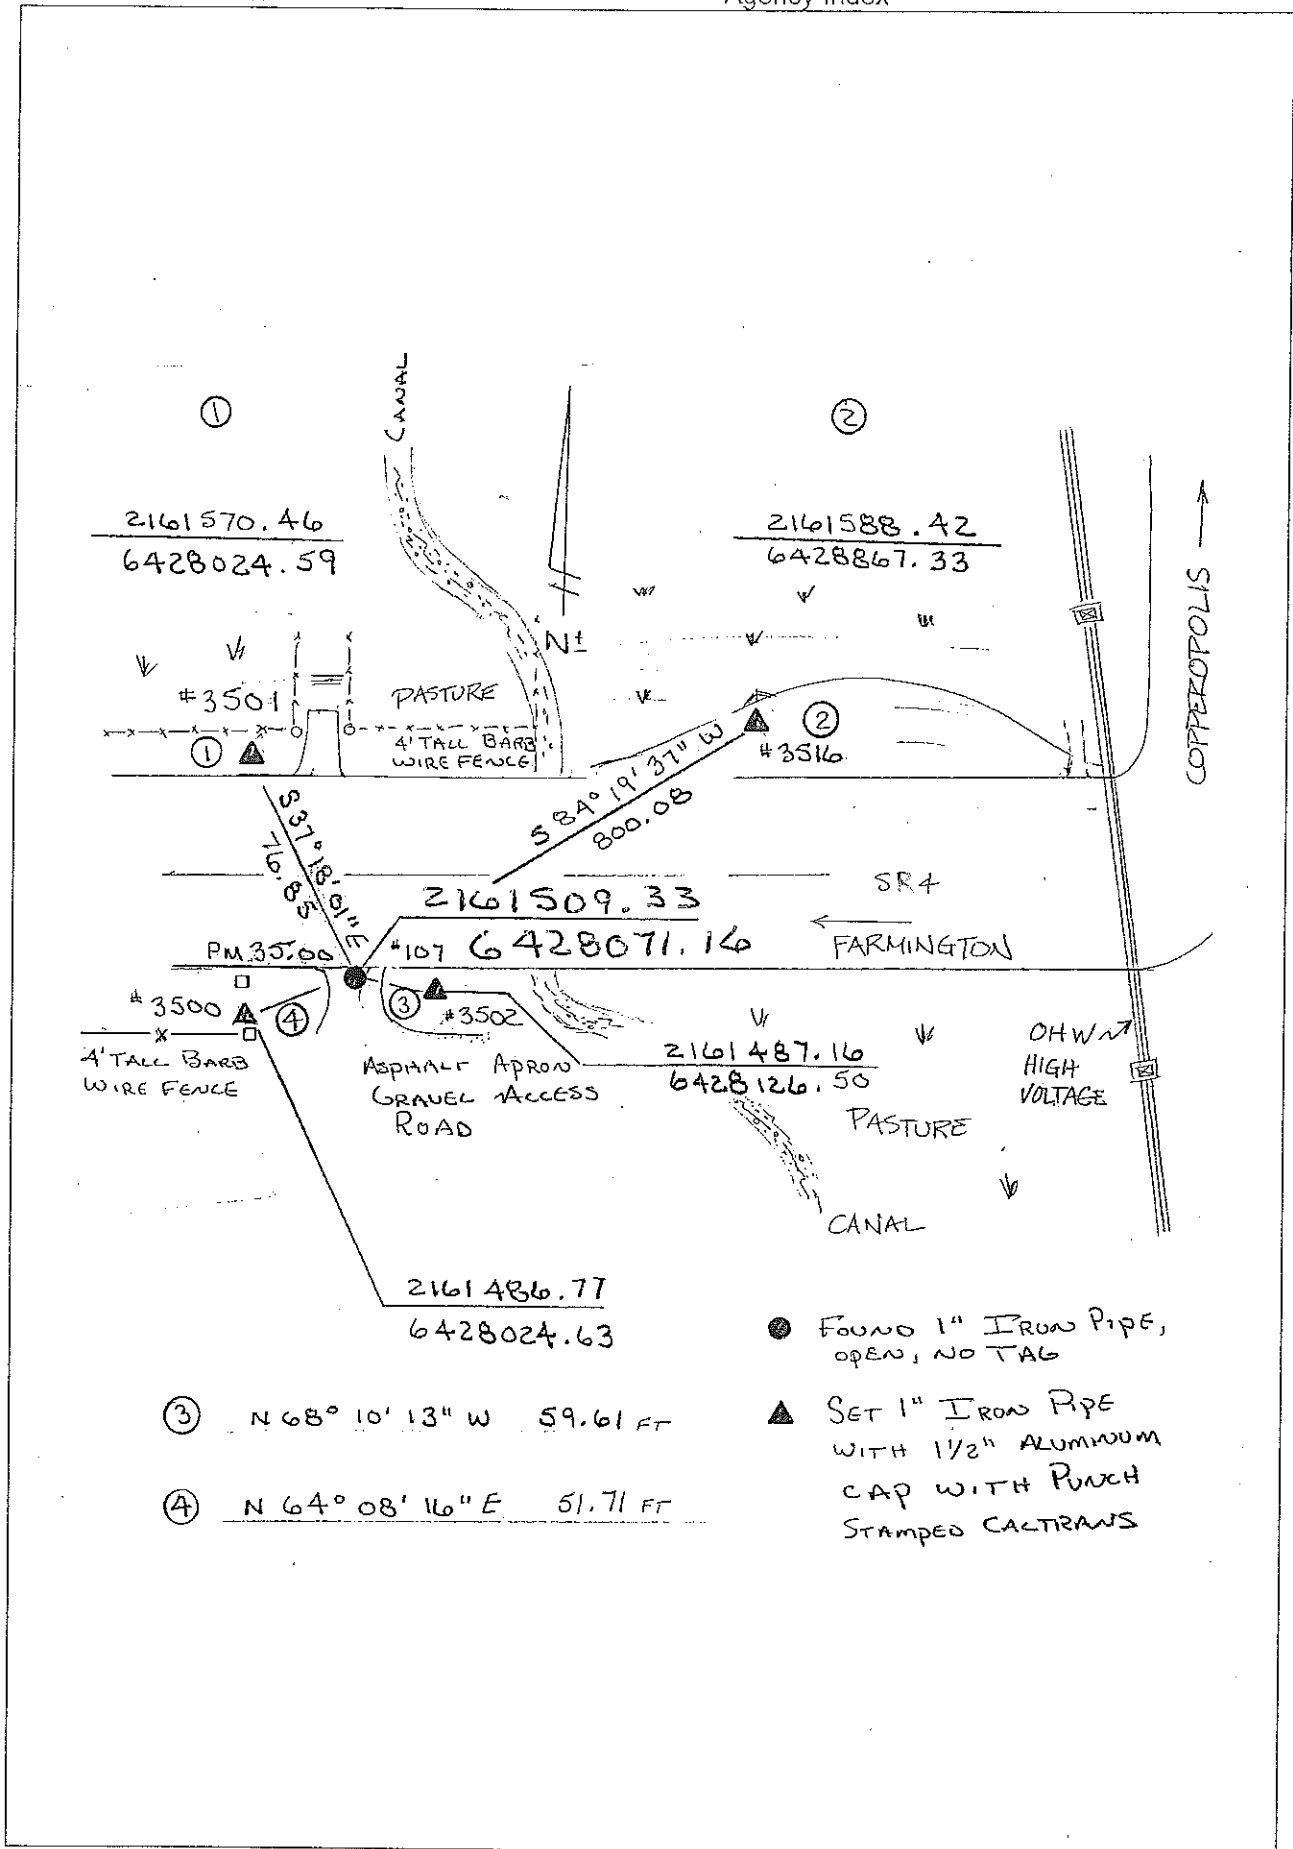 Agency Index
①
②
CANAL
2161570.46
6428024.59
2161588.42
6428867.33
COPPEROPOLIS →
N±
#3501
PASTURE
4' TALL BARB
WIRE FENCE
①
②
#3516
S 84° 19' 37" W
800.08
S 37° 18' 01" E
76.85
SR4
2161509.33
6428071.16
FARMINGTON
PM 35.00
#107
#3500
④
③
#3502
4' TALL BARB
WIRE FENCE
ASPHALT APRON
GRAVEL ACCESS
ROAD
2161487.16
6428126.50
OHW
HIGH
VOLTAGE
PASTURE
CANAL
2161486.77
6428024.63
● FOUND 1" IRON PIPE,
OPEN, NO TAG
③ N 68° 10' 13" W 59.61 FT
④ N 64° 08' 16" E 51.71 FT
▲ SET 1" IRON PIPE
WITH 1 1/2" ALUMINUM
CAP WITH PUNCH
STAMPED CALTRANS